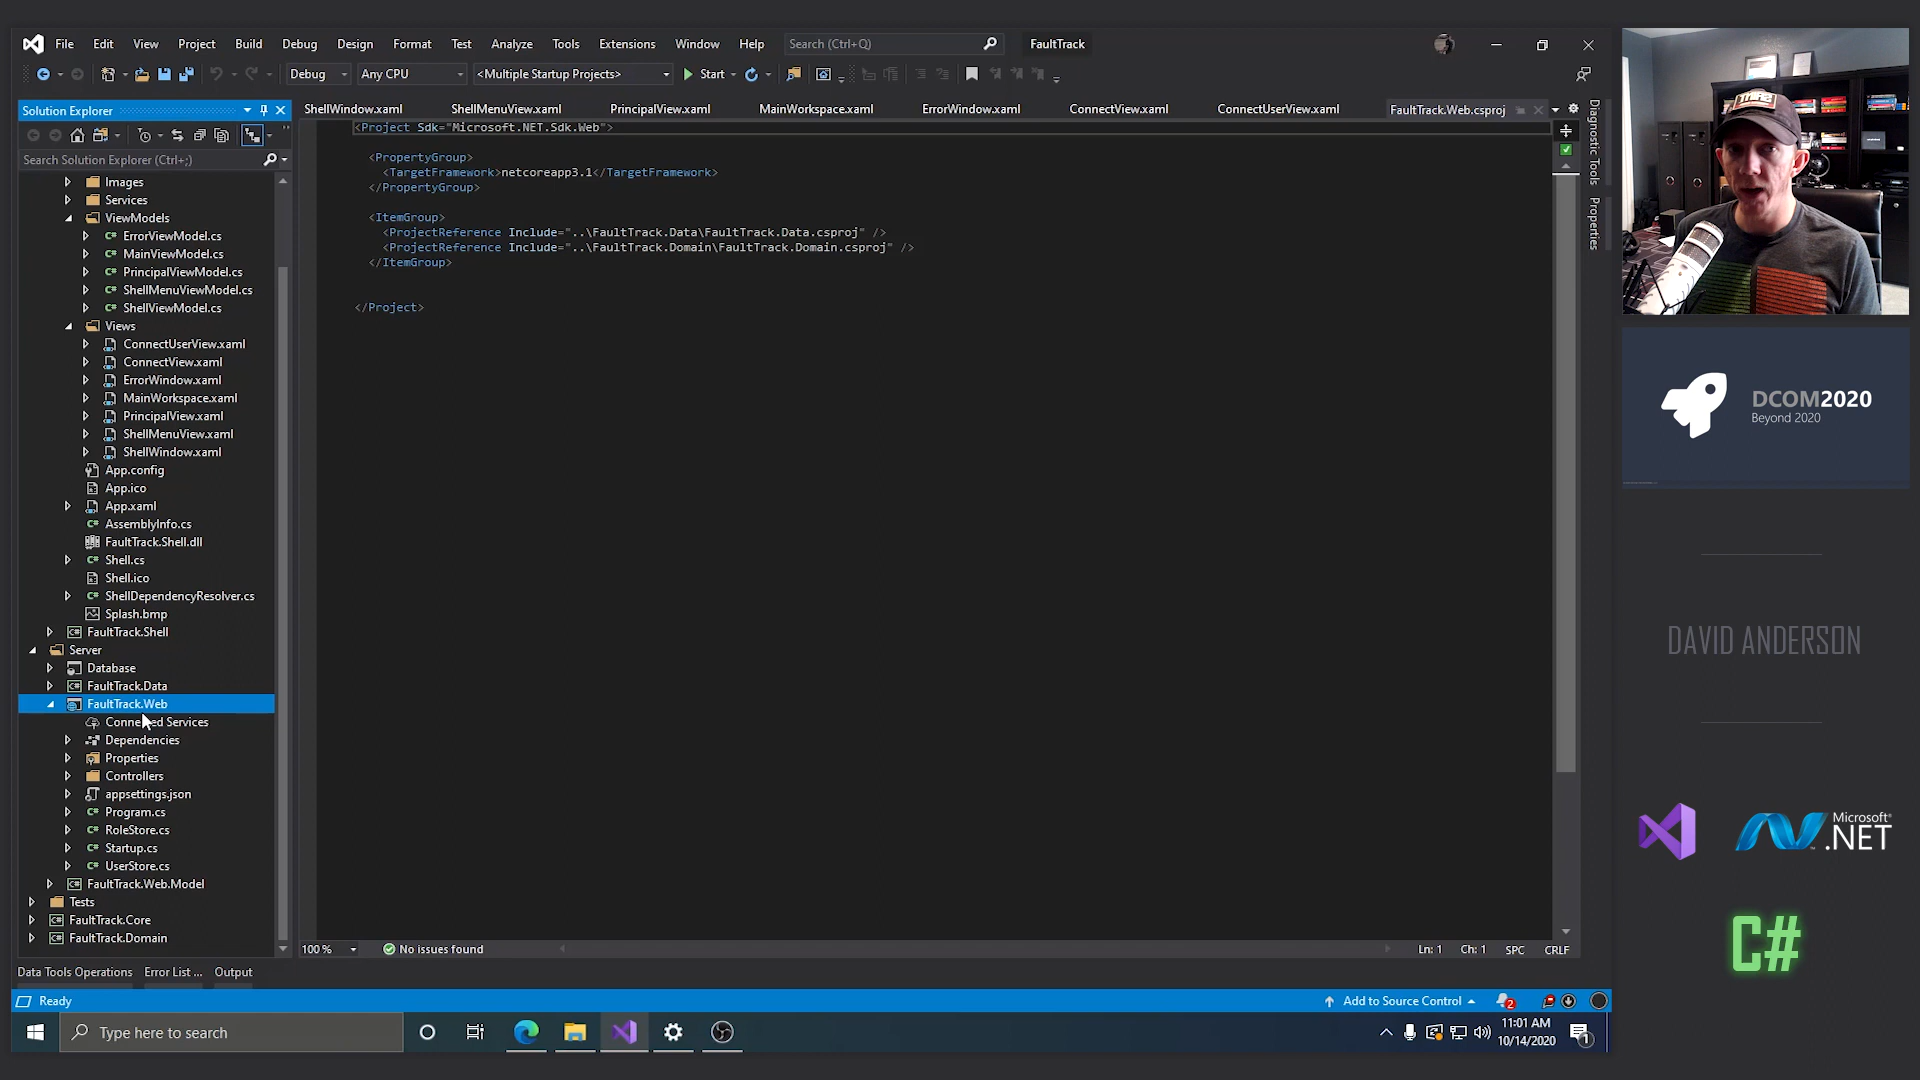 File Edit View Project Build Debug Design Format Test Analyze Tools Extensions Window Help Search (Ctrl+Q) FaultTrack
Debug Any CPU <Multiple Startup Projects> Start
Solution Explorer
Search Solution Explorer (Ctrl+;)
Images
Services
ViewModels
ErrorViewModel.cs
MainViewModel.cs
PrincipalViewModel.cs
ShellMenuViewModel.cs
ShellViewModel.cs
Views
ConnectUserView.xaml
ConnectView.xaml
ErrorWindow.xaml
MainWorkspace.xaml
PrincipalView.xaml
ShellMenuView.xaml
ShellWindow.xaml
App.config
App.ico
App.xaml
AssemblyInfo.cs
FaultTrack.Shell.dll
Shell.cs
Shell.ico
ShellDependencyResolver.cs
Splash.bmp
FaultTrack.Shell
Server
Database
FaultTrack.Data
FaultTrack.Web
Connected Services
Dependencies
Properties
Controllers
appsettings.json
Program.cs
RoleStore.cs
Startup.cs
UserStore.cs
FaultTrack.Web.Model
Tests
FaultTrack.Core
FaultTrack.Domain
ShellWindow.xaml ShellMenuView.xaml PrincipalView.xaml MainWorkspace.xaml ErrorWindow.xaml ConnectView.xaml ConnectUserView.xaml FaultTrack.Web.csproj
<Project Sdk="Microsoft.NET.Sdk.Web">
<PropertyGroup>
<TargetFramework>netcoreapp3.1</TargetFramework>
</PropertyGroup>
<ItemGroup>
<ProjectReference Include="..\FaultTrack.Data\FaultTrack.Data.csproj" />
<ProjectReference Include="..\FaultTrack.Domain\FaultTrack.Domain.csproj" />
</ItemGroup>
</Project>
Diagnostic Tools
Properties
100 % No issues found Ln: 1 Ch: 1 SPC CRLF
Data Tools Operations Error List ... Output
Ready Add to Source Control 2
Type here to search
11:01 AM
10/14/2020
1
DCOM2020
Beyond 2020
DAVID ANDERSON
Microsoft®
.NET
C#